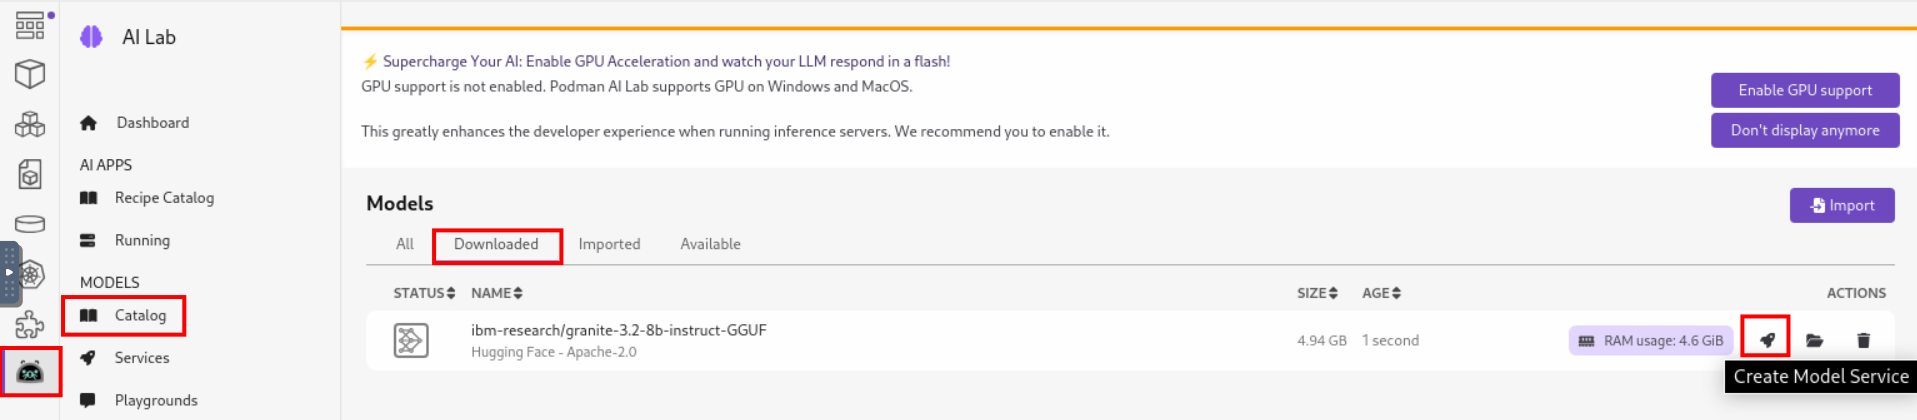 AI Lab
Dashboard
AI APPS
Recipe Catalog
Running
MODELS
Catalog
Services
Playgrounds
⚡ Supercharge Your AI: Enable GPU Acceleration and watch your LLM respond in a flash!
GPU support is not enabled. Podman AI Lab supports GPU on Windows and MacOS.
This greatly enhances the developer experience when running inference servers. We recommend you to enable it.
Enable GPU support
Don't display anymore
Models
Import
All Downloaded Imported Available
STATUS NAME SIZE AGE ACTIONS
ibm-research/granite-3.2-8b-instruct-GGUF
Hugging Face - Apache-2.0
4.94 GB 1 second RAM usage: 4.6 GiB
Create Model Service